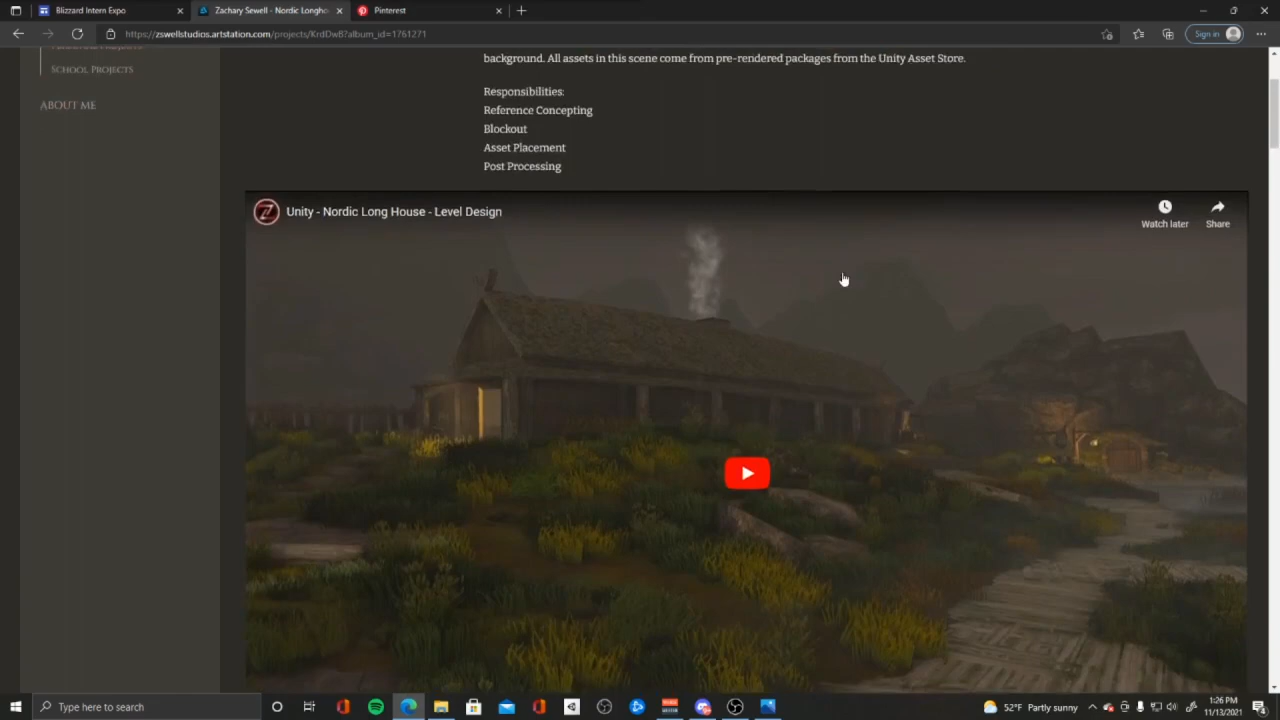 Blizzard Intern Expo
Zachary Sewell - Nordic Longho
Pinterest
https://zswellstudios.artstation.com/projects/KrdDwB?album_id=1761271
Sign in
SCHOOL PROJECTS
ABOUT ME
background. All assets in this scene come from pre-rendered packages from the Unity Asset Store.
Responsibilities:
Reference Concepting
Blockout
Asset Placement
Post Processing
Unity - Nordic Long House - Level Design
Watch later
Share
Type here to search
52°F Partly sunny
1:26 PM
11/13/2021